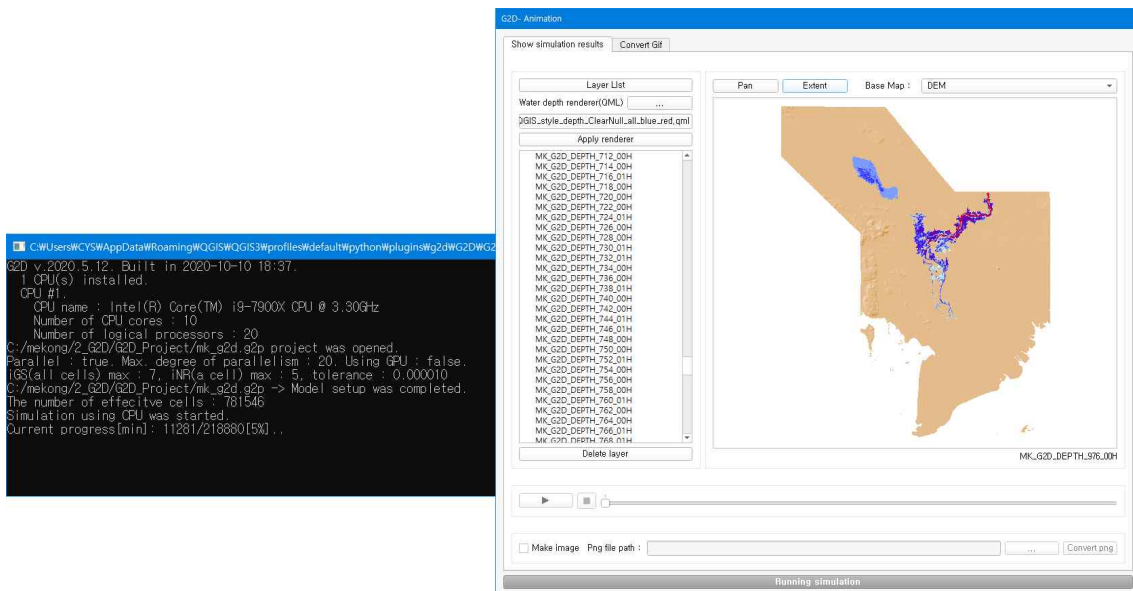 C:₩Users₩CYS₩AppData₩Roaming₩QGIS₩QGIS3₩profiles₩default₩python₩plugins₩g2d₩G2D₩G2
G2D v.2020.5.12. Built in 2020-10-10 18:37.
1 CPU(s) installed.
CPU #1.
CPU name : Intel(R) Core(TM) i9-7900X CPU @ 3.30GHz
Number of CPU cores : 10
Number of logical processors : 20
C:/mekong/2_G2D/G2D_Project/mk_g2d.g2p project was opened.
Parallel : true. Max. degree of parallelism : 20. Using GPU : false.
iGS(all cells) max : 7, iNR(a cell) max : 5, tolerance : 0.000010
C:/mekong/2_G2D/G2D_Project/mk_g2d.g2p -> Model setup was completed.
The number of effecitve cells : 781546
Simulation using CPU was started.
Current progress[min]: 11281/218880[5%]..
G2D- Animation
Show simulation results
Convert Gif
Layer List
Water depth renderer(QML)
...
QGIS_style_depth_ClearNull_all_blue_red.qml
Apply renderer
MK_G2D_DEPTH_712_00H
MK_G2D_DEPTH_714_00H
MK_G2D_DEPTH_716_01H
MK_G2D_DEPTH_718_00H
MK_G2D_DEPTH_720_00H
MK_G2D_DEPTH_722_00H
MK_G2D_DEPTH_724_01H
MK_G2D_DEPTH_726_00H
MK_G2D_DEPTH_728_00H
MK_G2D_DEPTH_730_01H
MK_G2D_DEPTH_732_01H
MK_G2D_DEPTH_734_00H
MK_G2D_DEPTH_736_00H
MK_G2D_DEPTH_738_01H
MK_G2D_DEPTH_740_00H
MK_G2D_DEPTH_742_00H
MK_G2D_DEPTH_744_01H
MK_G2D_DEPTH_746_01H
MK_G2D_DEPTH_748_00H
MK_G2D_DEPTH_750_00H
MK_G2D_DEPTH_752_01H
MK_G2D_DEPTH_754_00H
MK_G2D_DEPTH_756_00H
MK_G2D_DEPTH_758_00H
MK_G2D_DEPTH_760_01H
MK_G2D_DEPTH_762_00H
MK_G2D_DEPTH_764_00H
MK_G2D_DEPTH_766_01H
MK_G2D_DEPTH_768_01H
Delete layer
Pan
Extent
Base Map :
DEM
MK_G2D_DEPTH_976_00H
Make image
Png file path :
...
Convert png
Running simulation